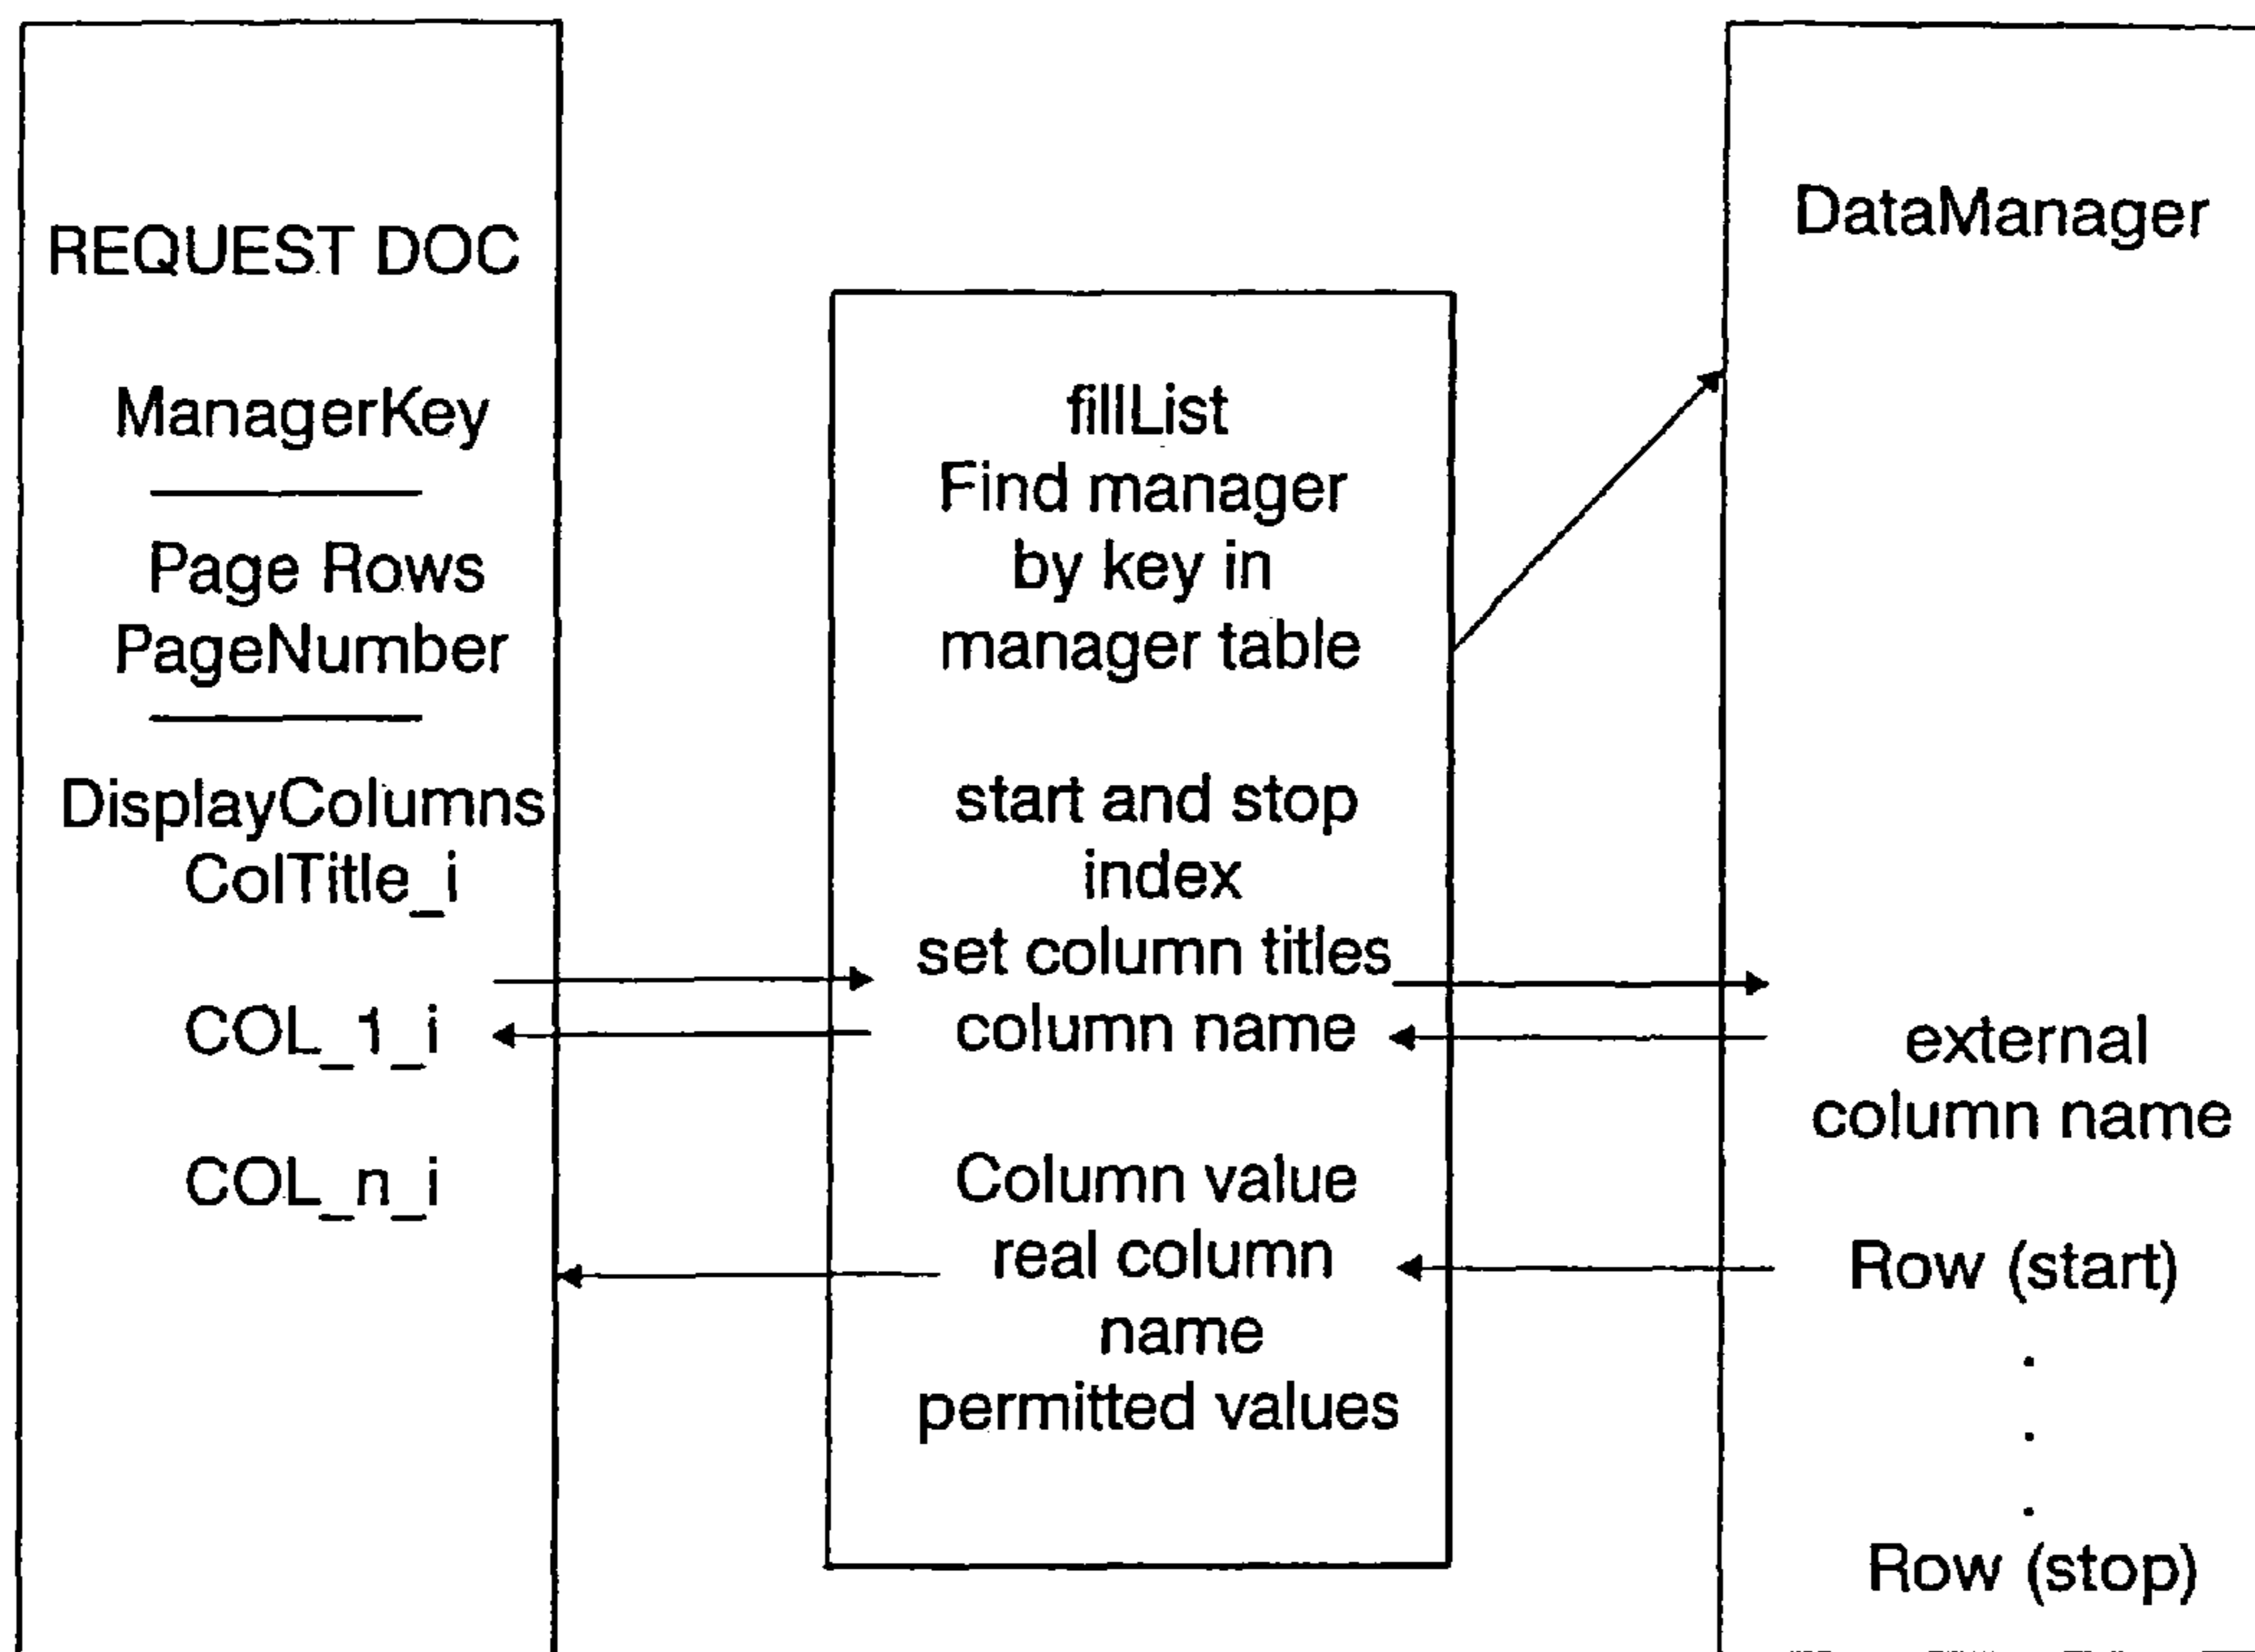 REQUEST DOC
ManagerKey
Page Rows
PageNumber
DisplayColumns
ColTitle_i
COL_1_i
COL_n_i
fillList
Find manager
by key in
manager table
start and stop
index
set column titles
column name
Column value
real column
name
permitted values
DataManager
external
column name
Row (start)
.
.
.
Row (stop)